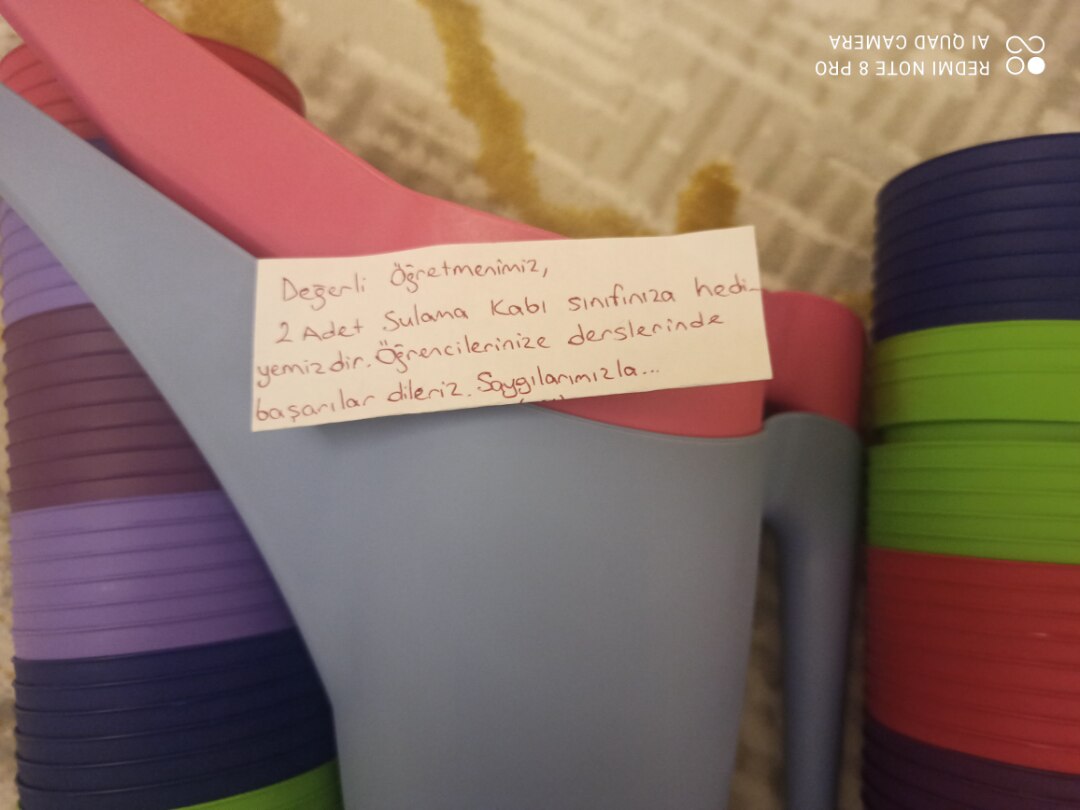 Değerli Öğretmenimiz,
2 Adet Sulama Kabı sınıfınıza hedi-
yemizdir. Öğrencilerinize derslerinde
başarılar dileriz. Saygılarımızla...
REDMI NOTE 8 PRO
AI QUAD CAMERA